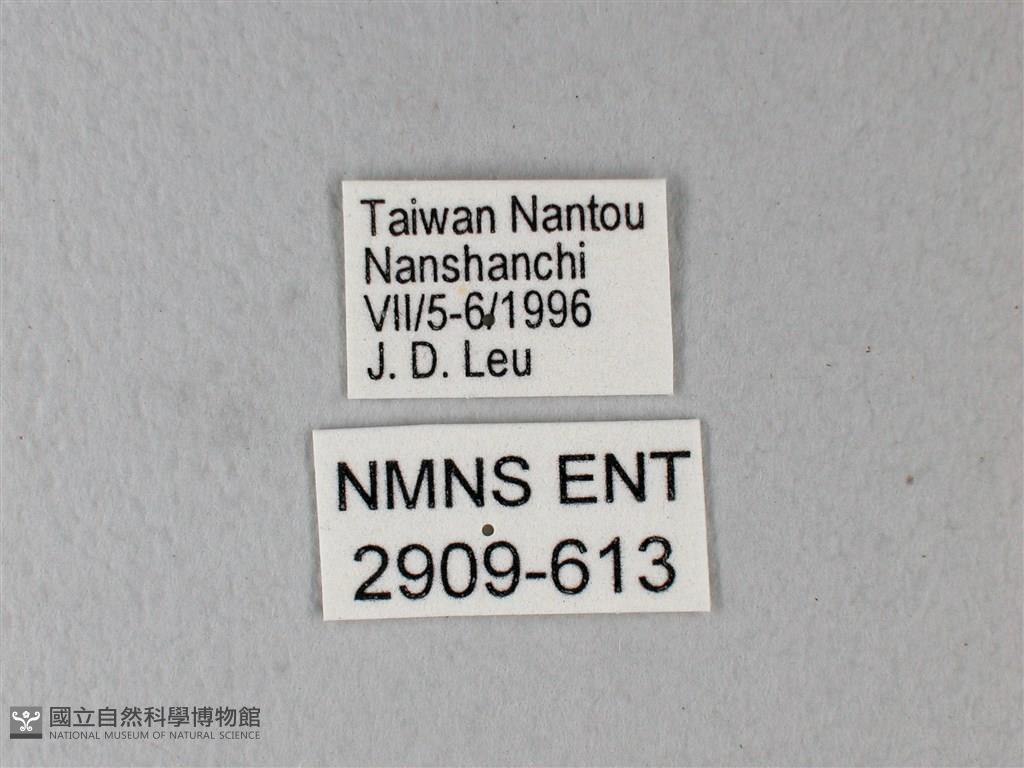 Taiwan Nantou
Nanshanchi
VII/5-6/1996
J. D. Leu
NMNS ENT
2909-613
國立自然科學博物館
NATIONAL MUSEUM OF NATURAL SCIENCE